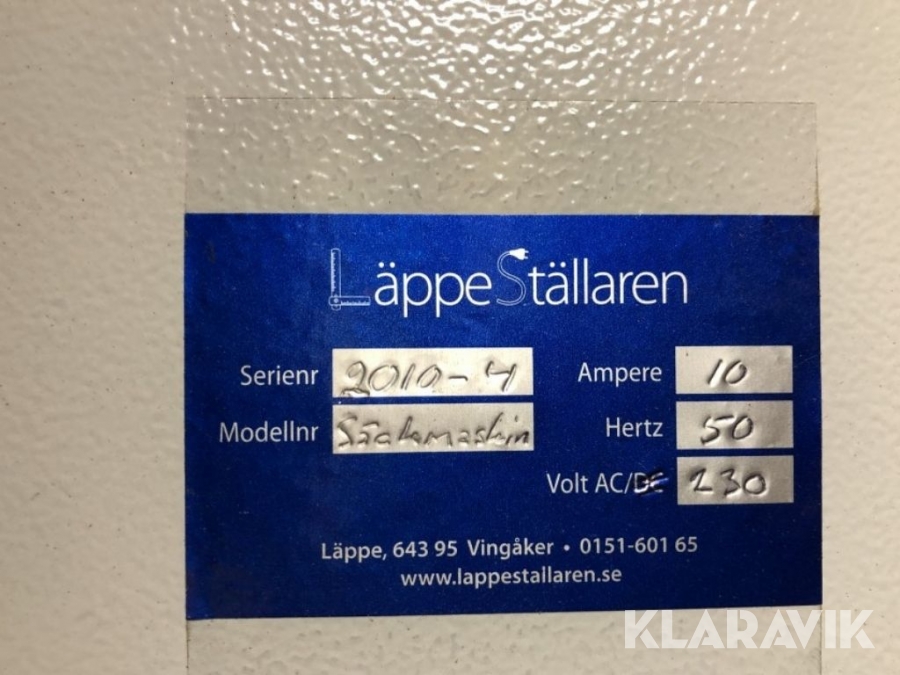 LäppeStällaren
Serienr 2010-4
Ampere 10
Modellnr Säckmaskin
Hertz 50
Volt AC/DC 230
Läppe, 643 95 Vingåker • 0151-601 65
www.lappestallaren.se
KLARAVIK